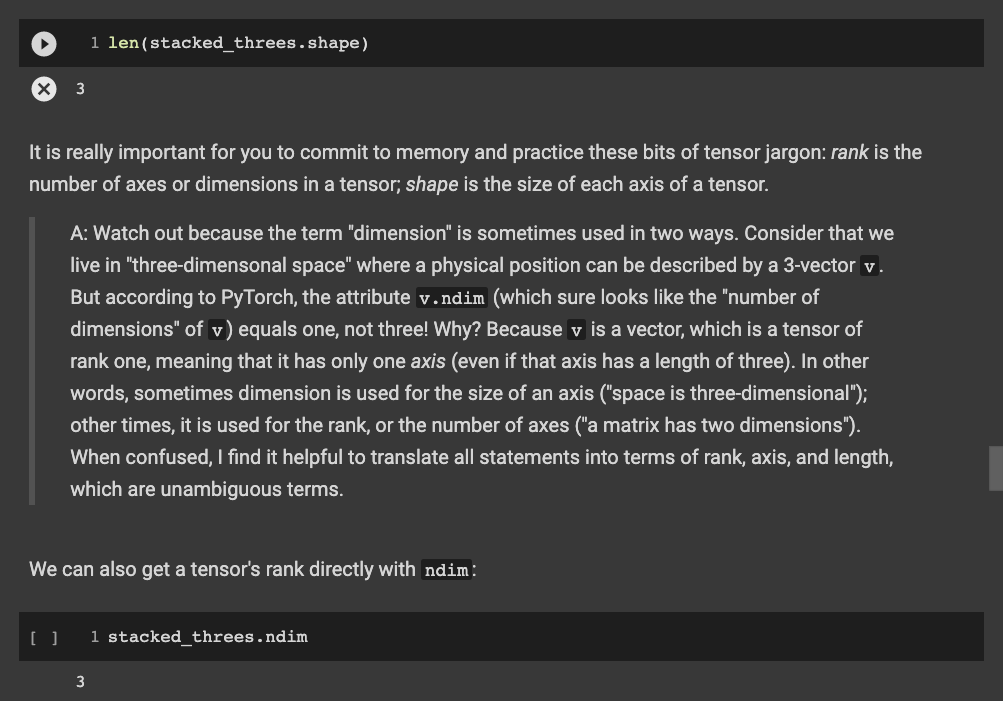 1 len(stacked_threes.shape)
3
It is really important for you to commit to memory and practice these bits of tensor jargon: rank is the
number of axes or dimensions in a tensor; shape is the size of each axis of a tensor.
A: Watch out because the term "dimension" is sometimes used in two ways. Consider that we
live in "three-dimensonal space" where a physical position can be described by a 3-vector v.
But according to PyTorch, the attribute v.ndim (which sure looks like the "number of
dimensions" of v) equals one, not three! Why? Because v is a vector, which is a tensor of
rank one, meaning that it has only one axis (even if that axis has a length of three). In other
words, sometimes dimension is used for the size of an axis ("space is three-dimensional");
other times, it is used for the rank, or the number of axes ("a matrix has two dimensions").
When confused, I find it helpful to translate all statements into terms of rank, axis, and length,
which are unambiguous terms.
We can also get a tensor's rank directly with ndim:
[ ] 1 stacked_threes.ndim
3